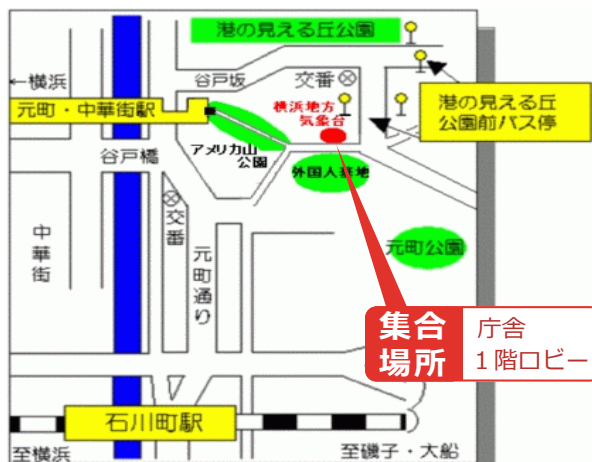 港の見える丘公園
←横浜
谷戸坂
交番
元町・中華街駅
横浜地方
気象台
港の見える丘
公園前バス停
アメリカ山
公園
谷戸橋
外国人墓地
交番
中華街
元町通り
元町公園
集合
場所
庁舎
1階ロビー
石川町駅
至横浜
至磯子・大船